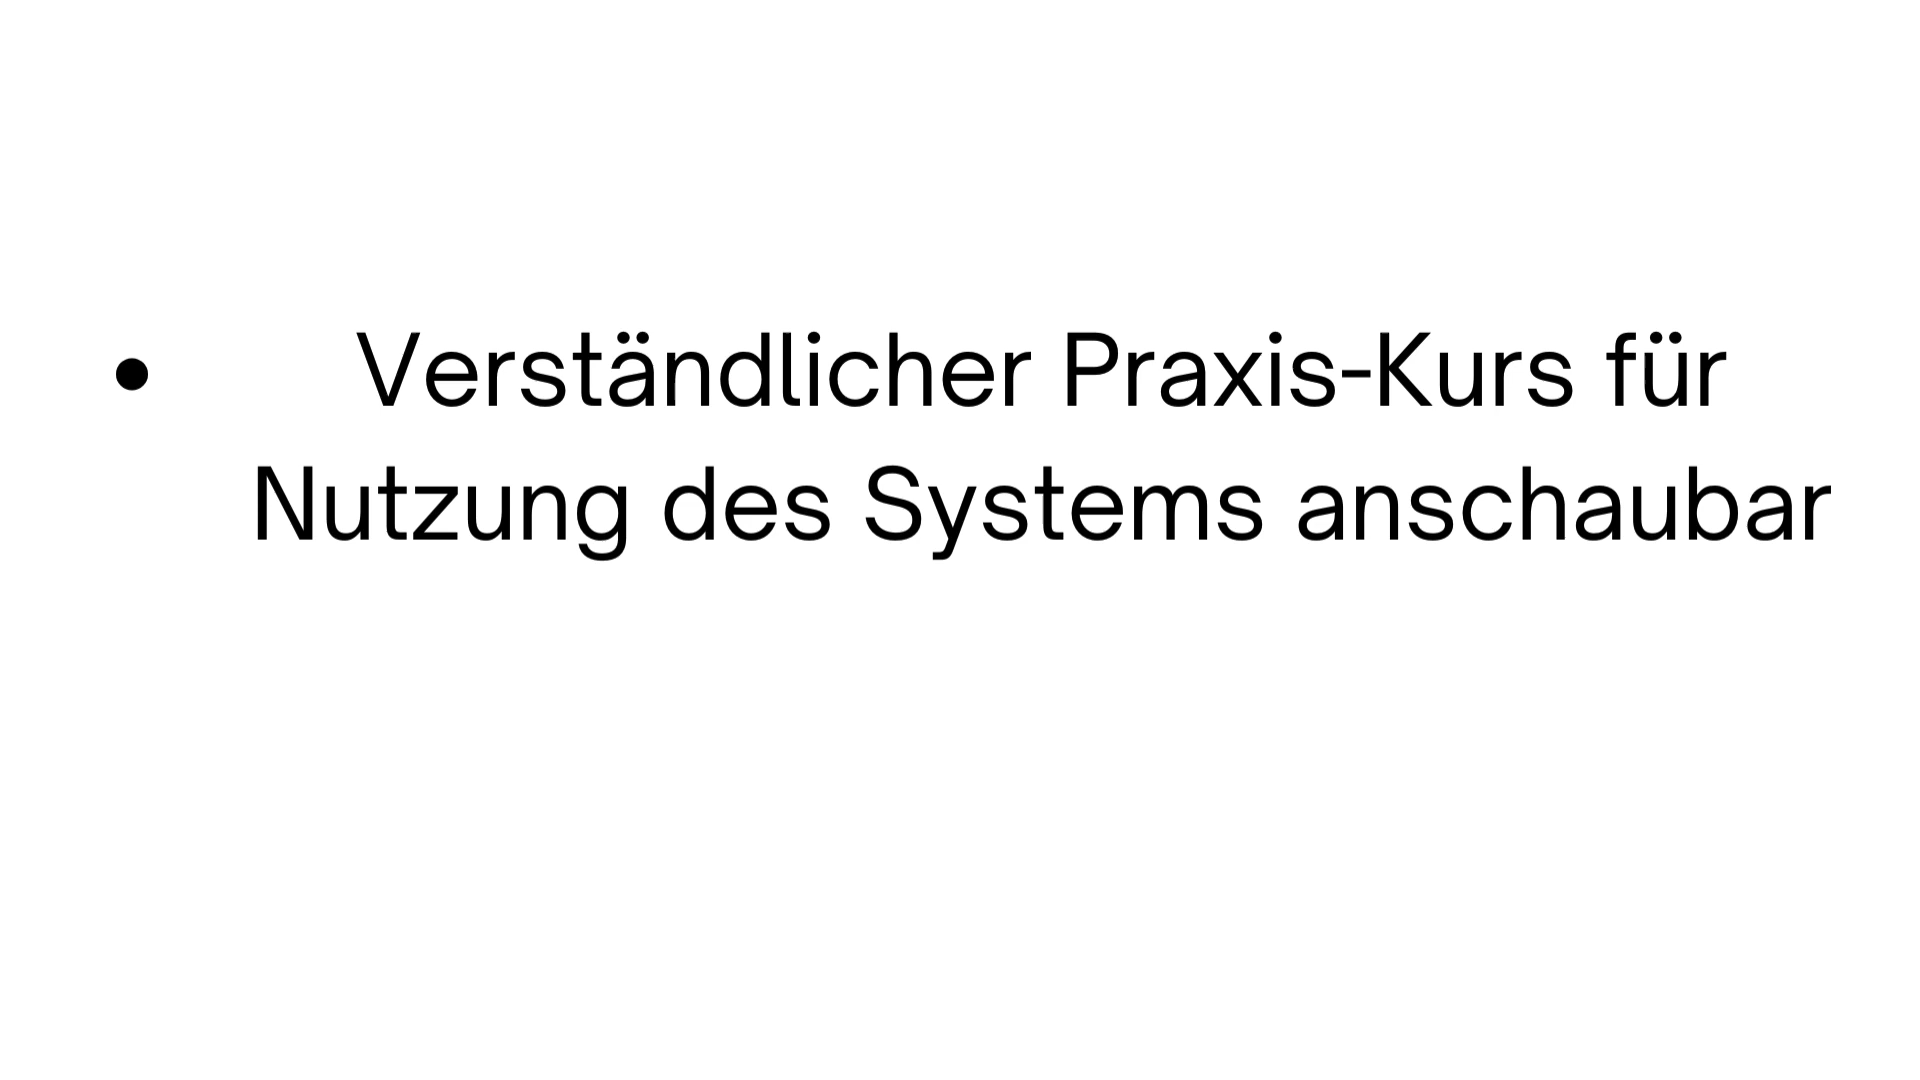 • Verständlicher Praxis-Kurs für
Nutzung des Systems anschaubar